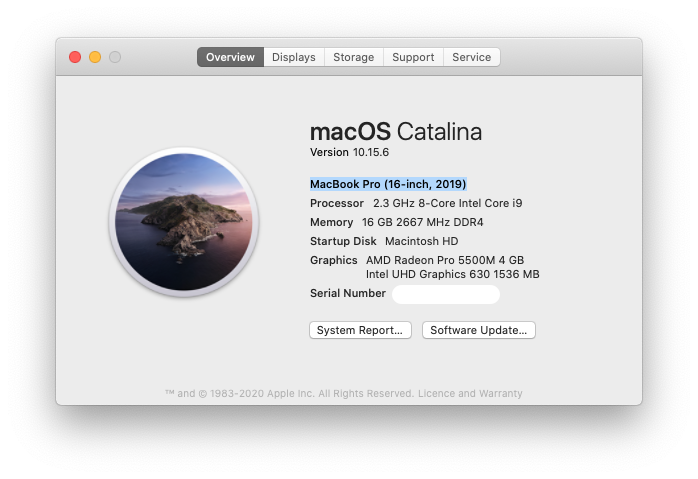 Overview Displays Storage Support Service
macOS Catalina
Version 10.15.6
MacBook Pro (16-inch, 2019)
Processor 2.3 GHz 8-Core Intel Core i9
Memory 16 GB 2667 MHz DDR4
Startup Disk Macintosh HD
Graphics AMD Radeon Pro 5500M 4 GB
Intel UHD Graphics 630 1536 MB
Serial Number
System Report... Software Update...
™ and © 1983-2020 Apple Inc. All Rights Reserved. Licence and Warranty